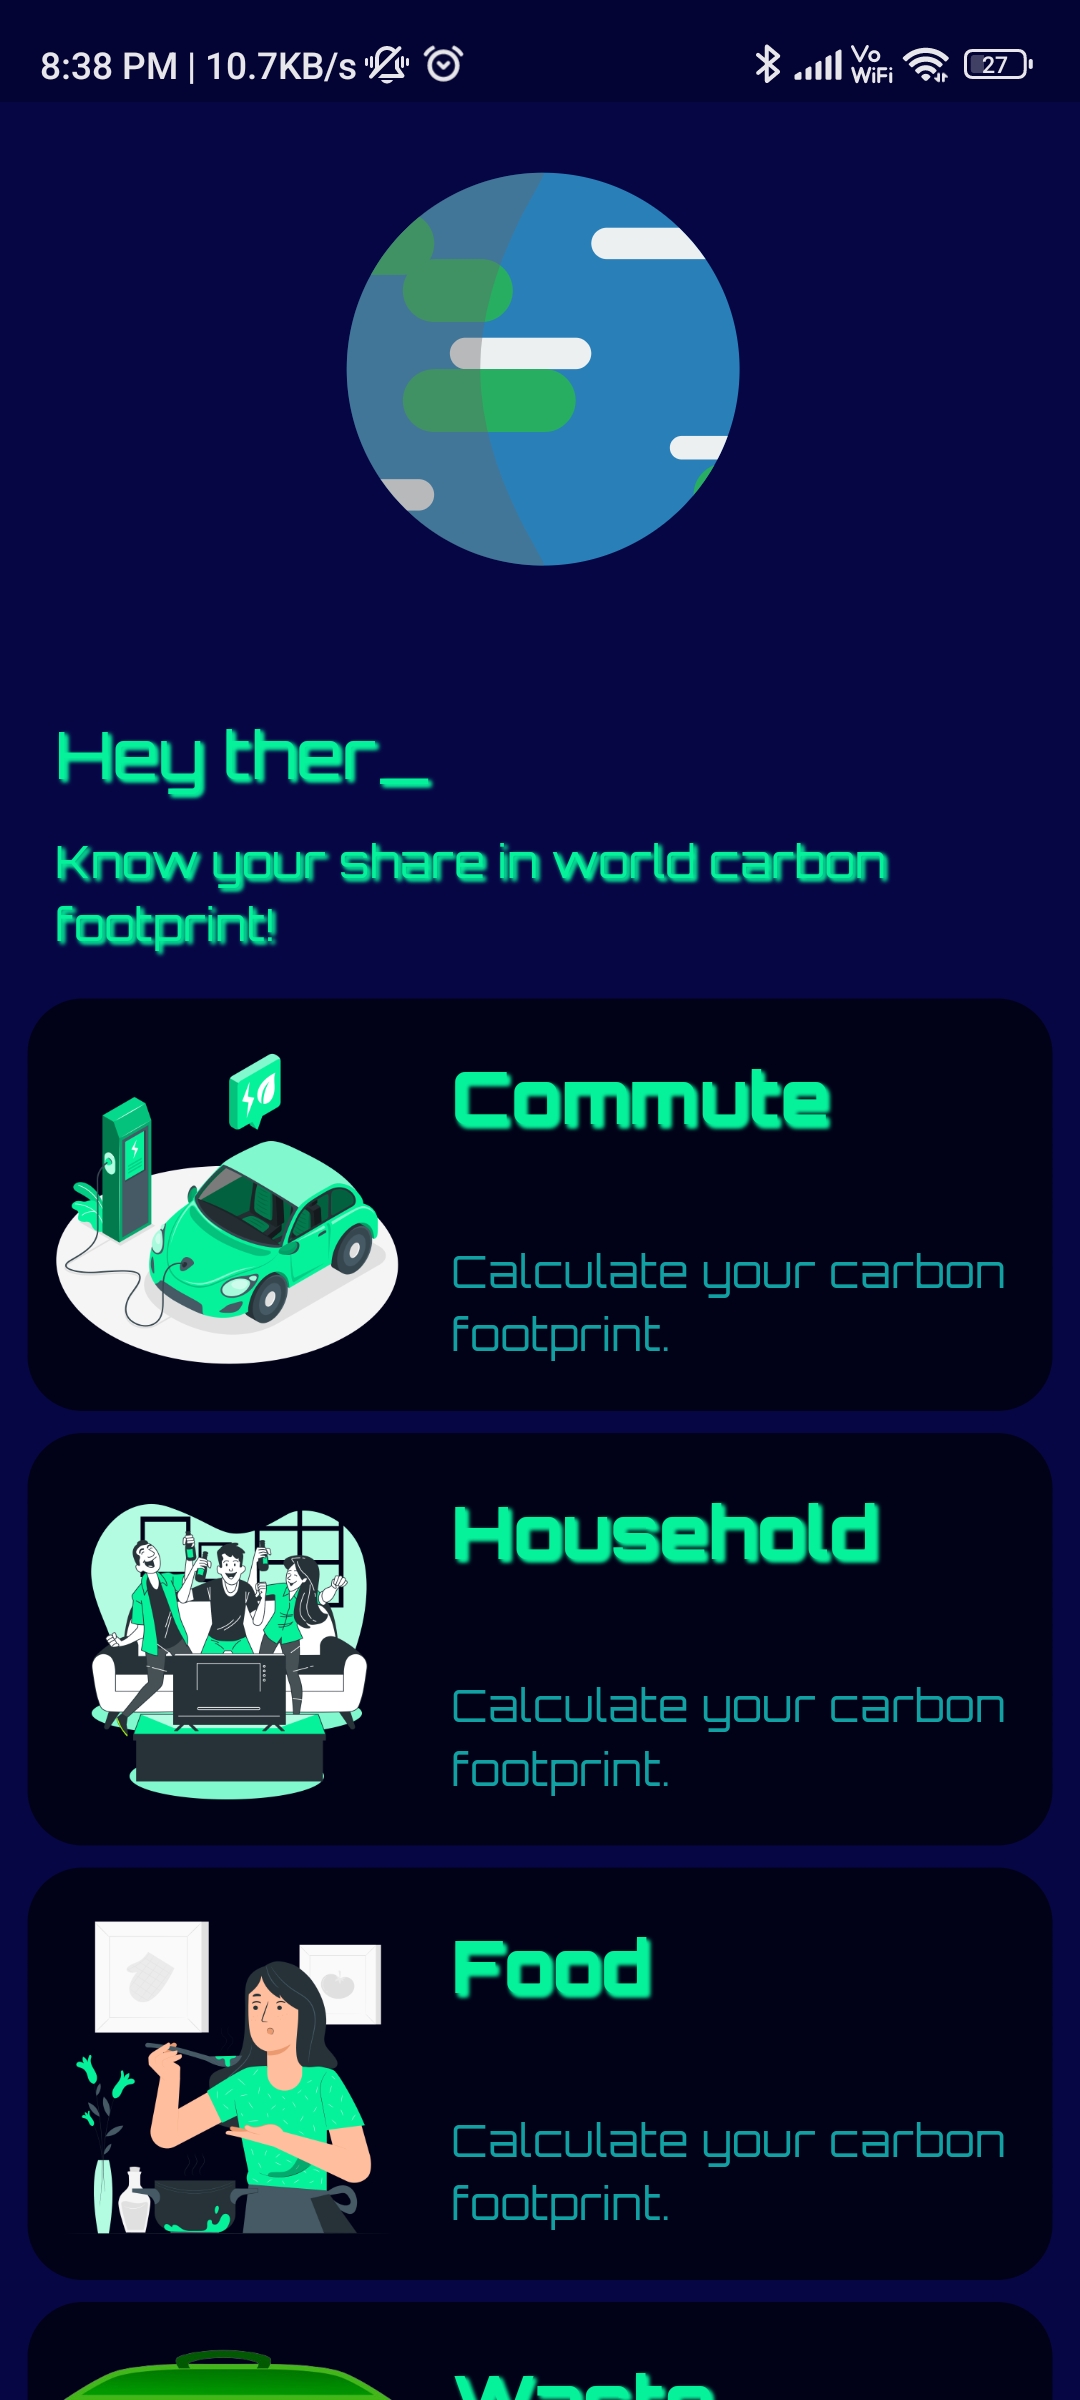 8:38 PM | 10.7KB/s
Vo
WiFi
27
Hey ther_
Know your share in world carbon
footprint!
Commute
Calculate your carbon
footprint.
Household
Calculate your carbon
footprint.
Food
Calculate your carbon
footprint.
Waste